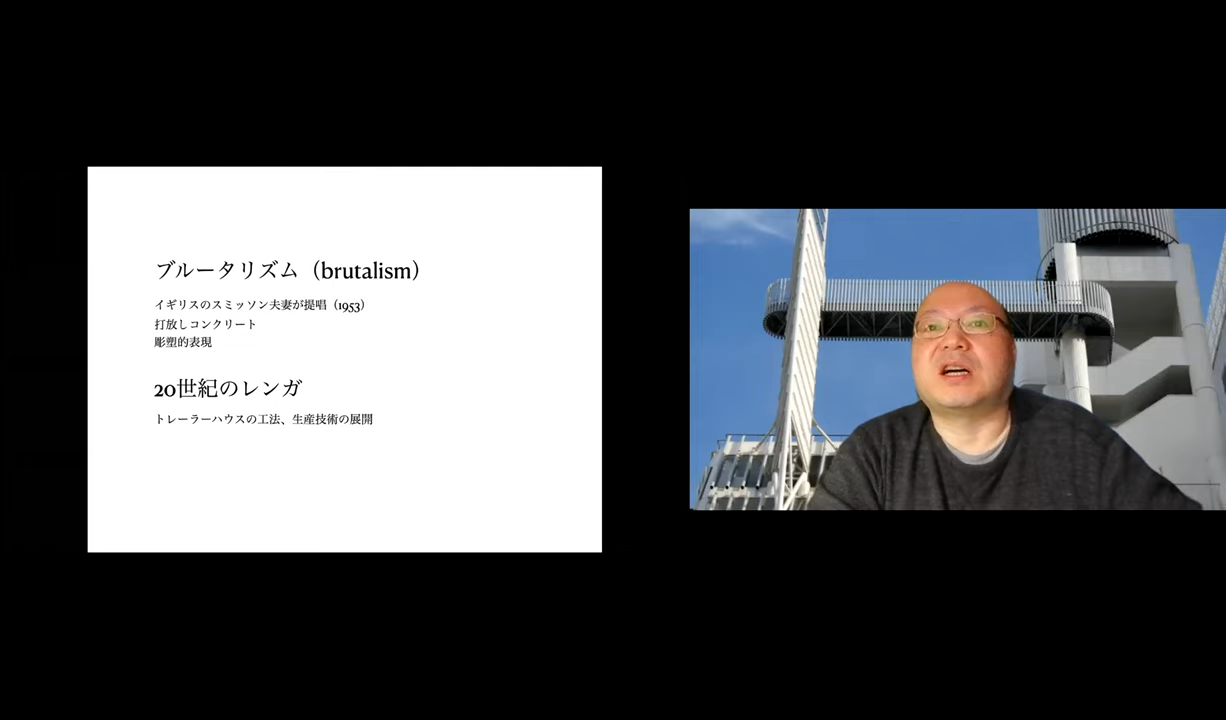 ブルータリズム（brutalism）
イギリスのスミッソン夫妻が提唱（1953）
打放しコンクリート
彫塑的表現
20世紀のレンガ
トレーラーハウスの工法、生産技術の展開